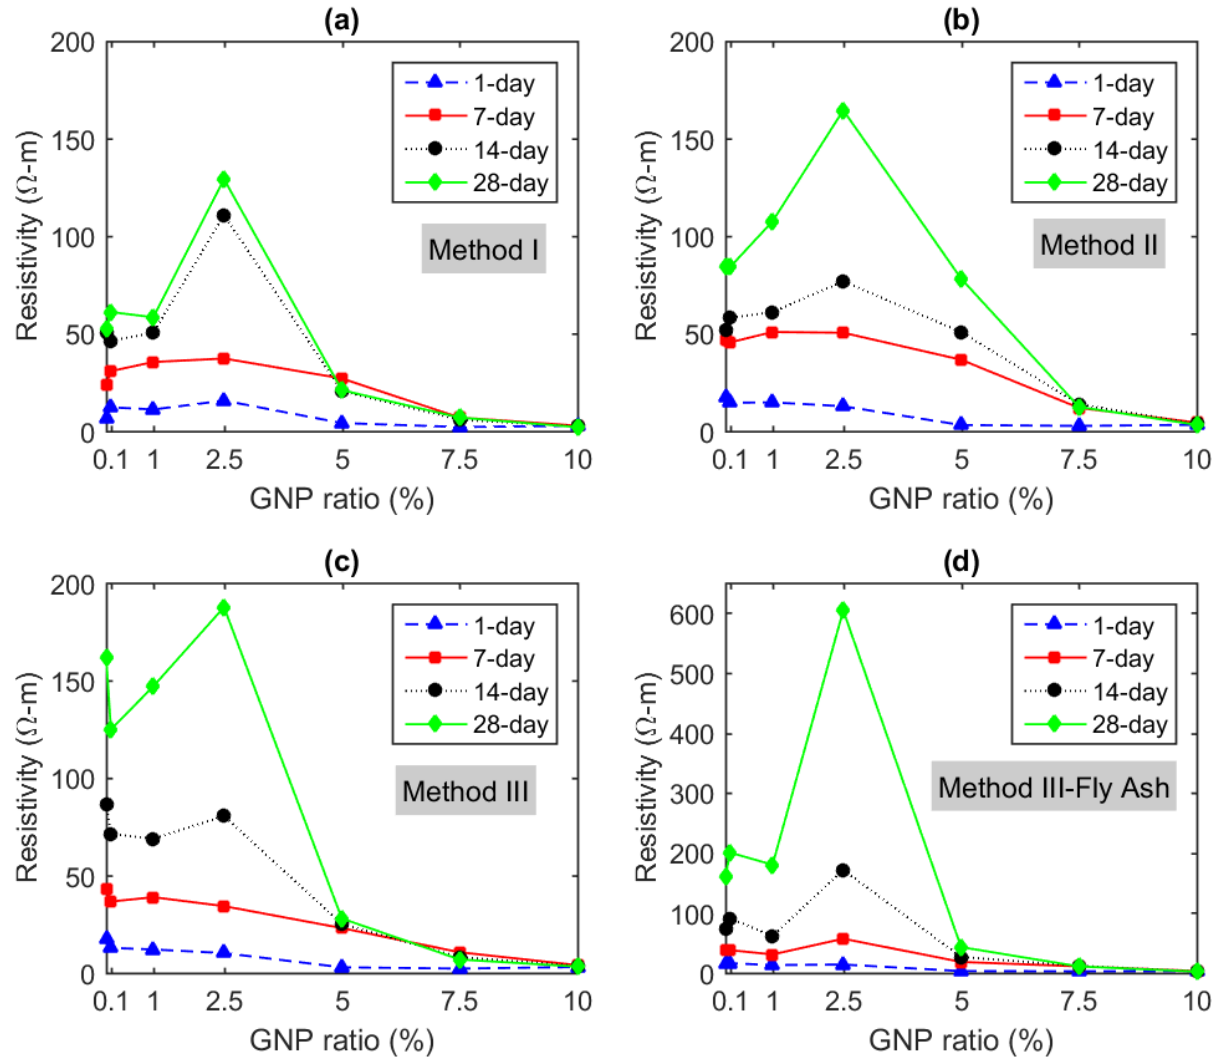 (a)
200
150
100
50
0
Resistivity (Ω-m)
1-day
7-day
14-day
28-day
Method I
0.1 1 2.5 5 7.5 10
GNP ratio (%)
(b)
200
150
100
50
0
Resistivity (Ω-m)
1-day
7-day
14-day
28-day
Method II
0.1 1 2.5 5 7.5 10
GNP ratio (%)
(c)
200
150
100
50
0
Resistivity (Ω-m)
1-day
7-day
14-day
28-day
Method III
0.1 1 2.5 5 7.5 10
GNP ratio (%)
(d)
600
500
400
300
200
100
0
Resistivity (Ω-m)
1-day
7-day
14-day
28-day
Method III-Fly Ash
0.1 1 2.5 5 7.5 10
GNP ratio (%)